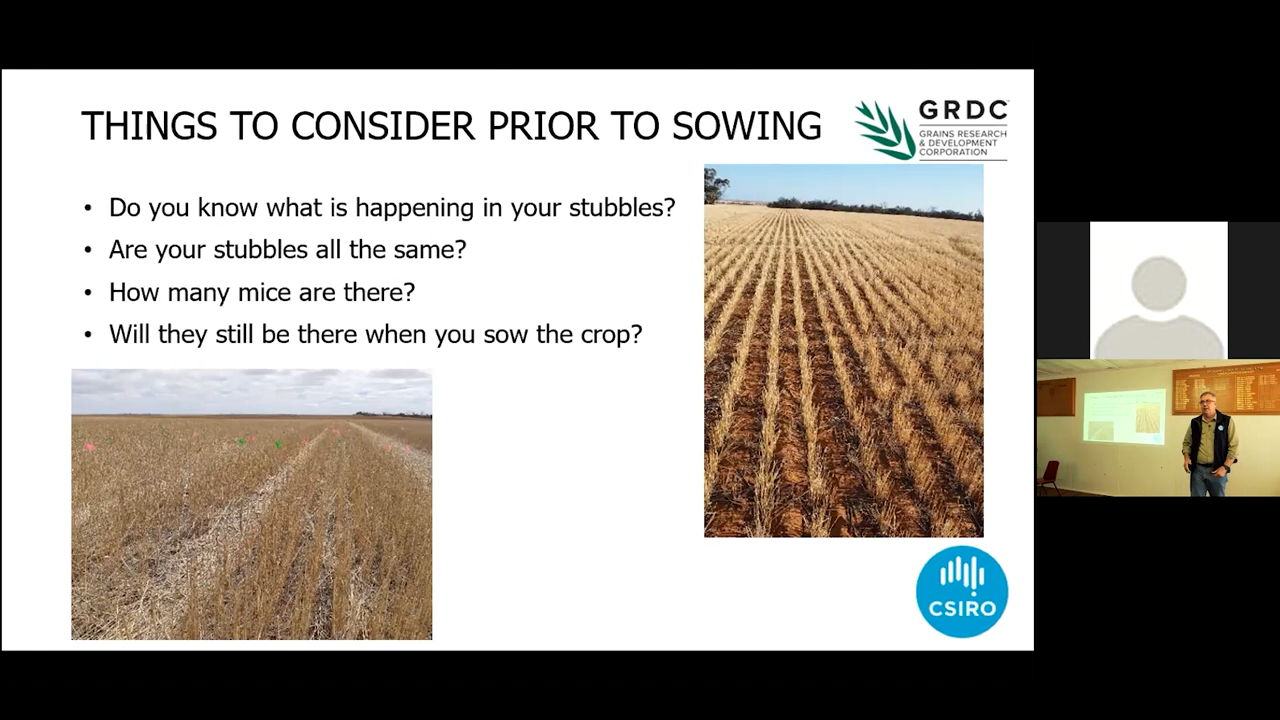 THINGS TO CONSIDER PRIOR TO SOWING
GRDC
GRAINS RESEARCH
& DEVELOPMENT
CORPORATION
• Do you know what is happening in your stubbles?
• Are your stubbles all the same?
• How many mice are there?
• Will they still be there when you sow the crop?
CSIRO